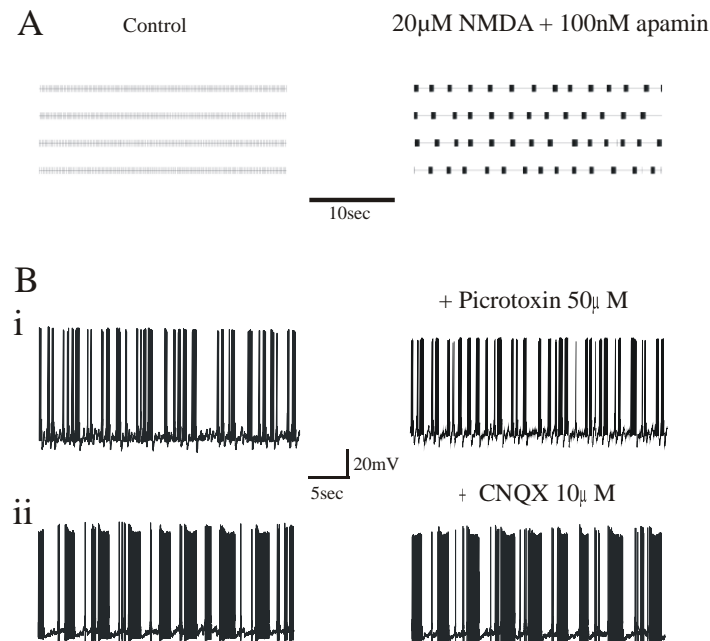 A
Control
20μM NMDA + 100nM apamin
10sec
B
i
+ Picrotoxin 50μ M
20mV
5sec
ii
+ CNQX 10μ M